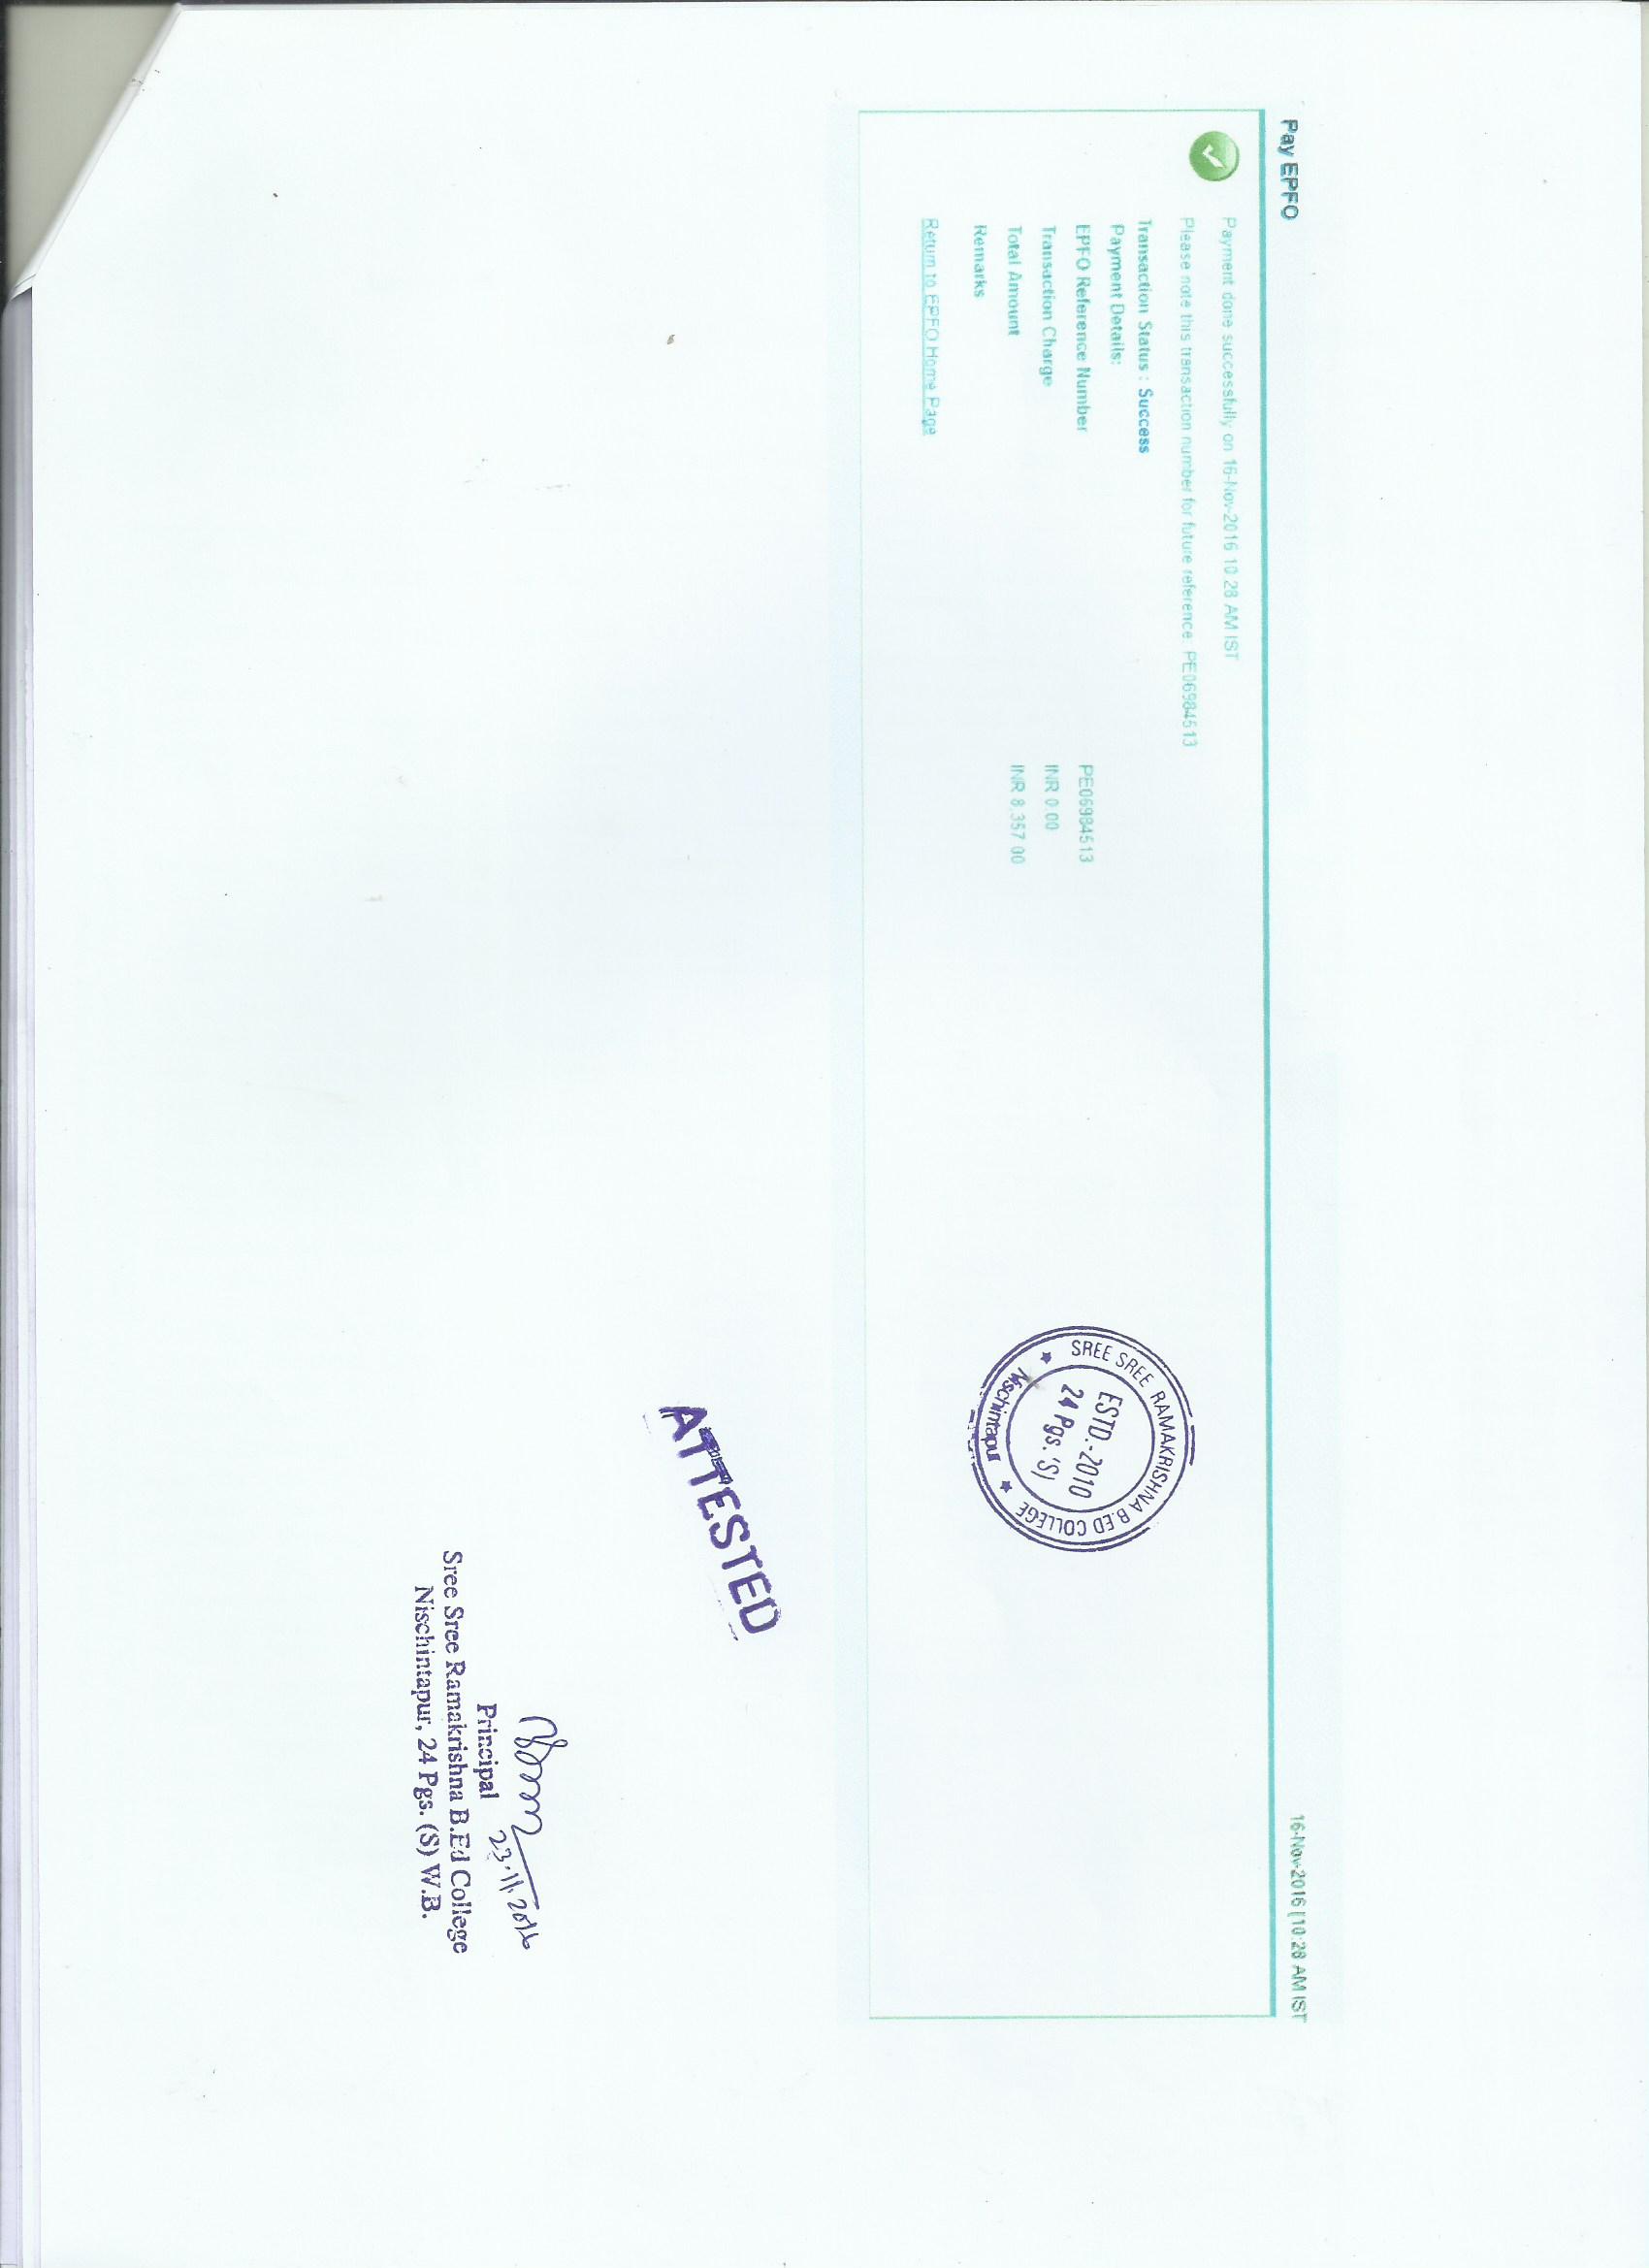 Pay EPFO
16-Nov-2016 | 10:28 AM IST
Payment done successfully on 16-Nov-2016 10:28 AM IST
Please note this transaction number for future reference: PE06984513
Transaction Status : Success
Payment Details:
EPFO Reference Number PE06984513
Transaction Charge INR 0.00
Total Amount INR 8,357.00
Remarks
Return to EPFO Home Page
SREE SREE RAMAKRISHNA B.ED COLLEGE
ESTD.-2010
24 Pgs. (S)
Nischintapur
ATTESTED
23.11.2016
Principal
Sree Sree Ramakrishna B.Ed College
Nischintapur, 24 Pgs. (S) W.B.